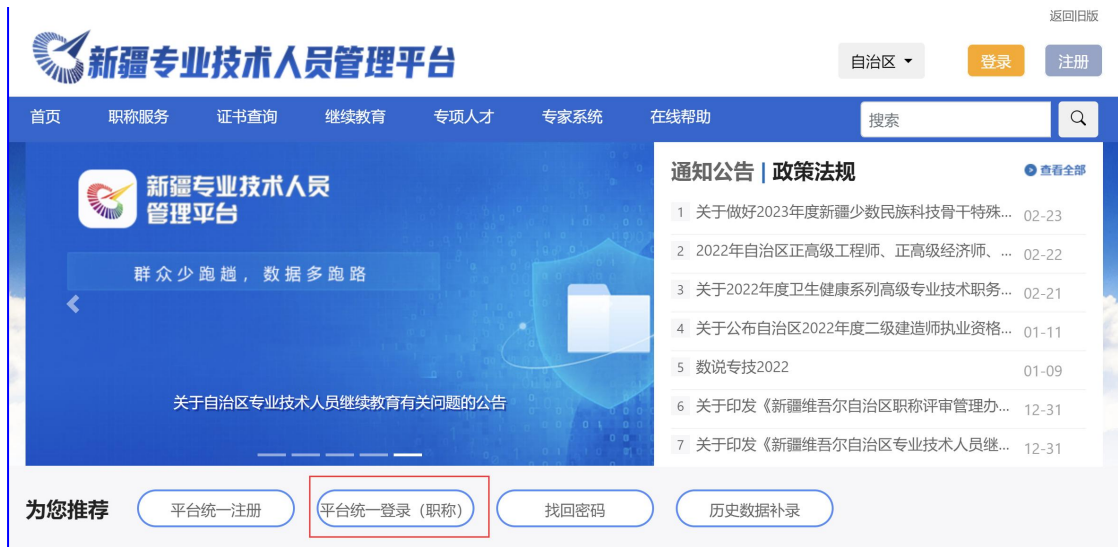 返回旧版
新疆专业技术人员管理平台
自治区
登录
注册
首页 职称服务 证书查询 继续教育 专项人才 专家系统 在线帮助
搜索
新疆专业技术人员
管理平台
群众少跑趟，数据多跑路
关于自治区专业技术人员继续教育有关问题的公告
通知公告 | 政策法规 查看全部
1 关于做好2023年度新疆少数民族科技骨干特殊... 02-23
2 2022年自治区正高级工程师、正高级经济师、... 02-22
3 关于2022年度卫生健康系列高级专业技术职务... 02-21
4 关于公布自治区2022年度二级建造师执业资格... 01-11
5 数说专技2022 01-09
6 关于印发《新疆维吾尔自治区职称评审管理办... 12-31
7 关于印发《新疆维吾尔自治区专业技术人员继... 12-31
为您推荐 平台统一注册 平台统一登录（职称） 找回密码 历史数据补录